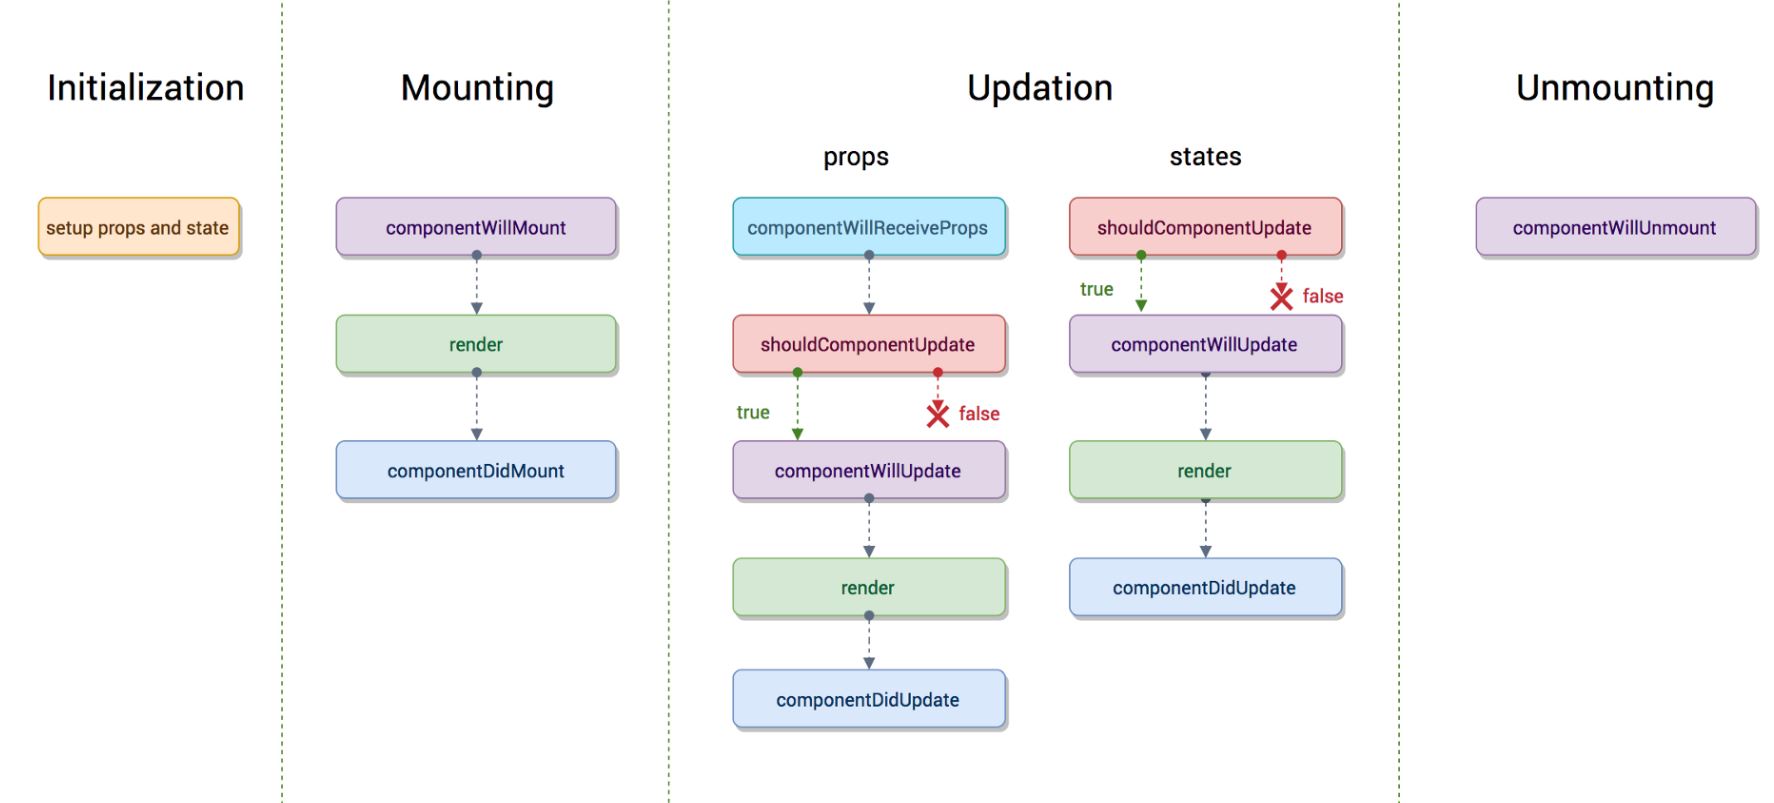 Initialization
setup props and state
Mounting
componentWillMount
render
componentDidMount
Updation
props
componentWillReceiveProps
shouldComponentUpdate
true
false
componentWillUpdate
render
componentDidUpdate
states
shouldComponentUpdate
true
false
componentWillUpdate
render
componentDidUpdate
Unmounting
componentWillUnmount